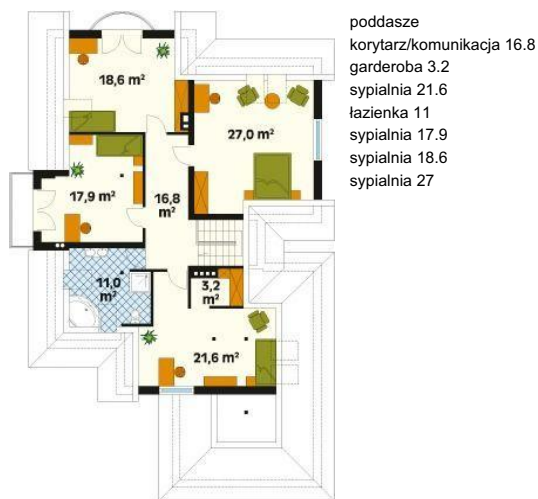 poddasze
korytarz/komunikacja 16.8
garderoba 3.2
sypialnia 21.6
łazienka 11
sypialnia 17.9
sypialnia 18.6
sypialnia 27
18,6 m²
27,0 m²
17,9 m²
16,8
m²
11,0
m²
3,2
m²
21,6 m²